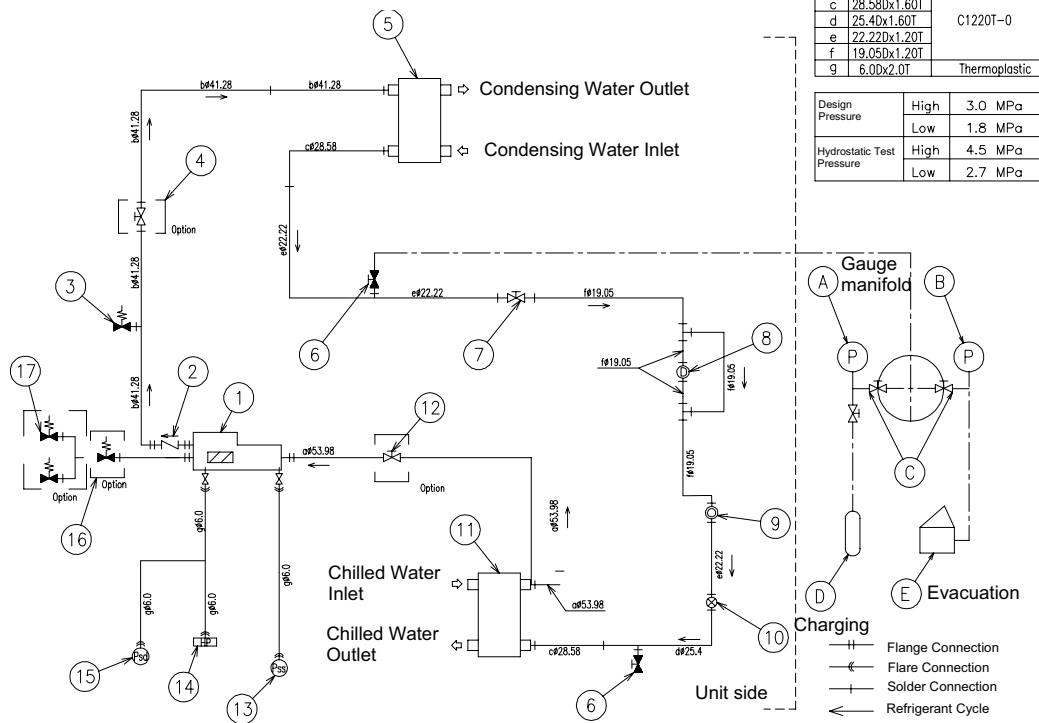 c 28.58Dx1.60T
d 25.4Dx1.60T C1220T-0
e 22.22Dx1.20T
f 19.05Dx1.20T
g 6.0Dx2.0T Thermoplastic
Design Pressure High 3.0 MPa
Low 1.8 MPa
Hydrostatic Test Pressure High 4.5 MPa
Low 2.7 MPa
5
bø41.28
bø41.28
Condensing Water Outlet
bø41.28
Condensing Water Inlet
cø28.58
4
Option
eø22.22
bø41.28
3
6
eø22.22
7
fø19.05
8
fø19.05
D
fø19.05
fø19.05
Gauge
manifold
A
B
P
P
C
D
E
Evacuation
Charging
17
2
1
bø41.28
12
aø53.98
Option
Option
Option
16
aø53.98
9
eø22.22
11
Chilled Water
Inlet
aø53.98
Chilled Water
Outlet
10
cø28.58
dø25.4
6
Unit side
gø6.0
gø6.0
gø6.0
gø6.0
15
Psd
14
13
Pss
Flange Connection
Flare Connection
Solder Connection
Refrigerant Cycle